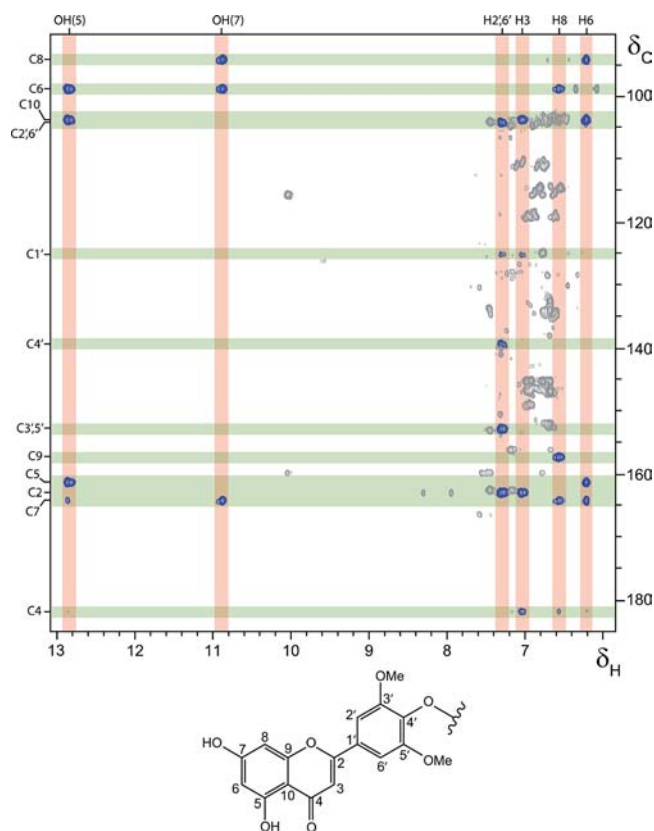 OH(5) OH(7) H2',6' H3 H8 H6
δC
C8
C6
C10
C2',6'
C1'
C4'
C3',5'
C9
C5
C2
C7
C4
100
120
140
160
180
13 12 11 10 9 8 7
δH
OMe
3'
O
2' 4'
HO 8 O 1' 5'
7 9 2 6' OMe
6 10 3
5 4
OH O